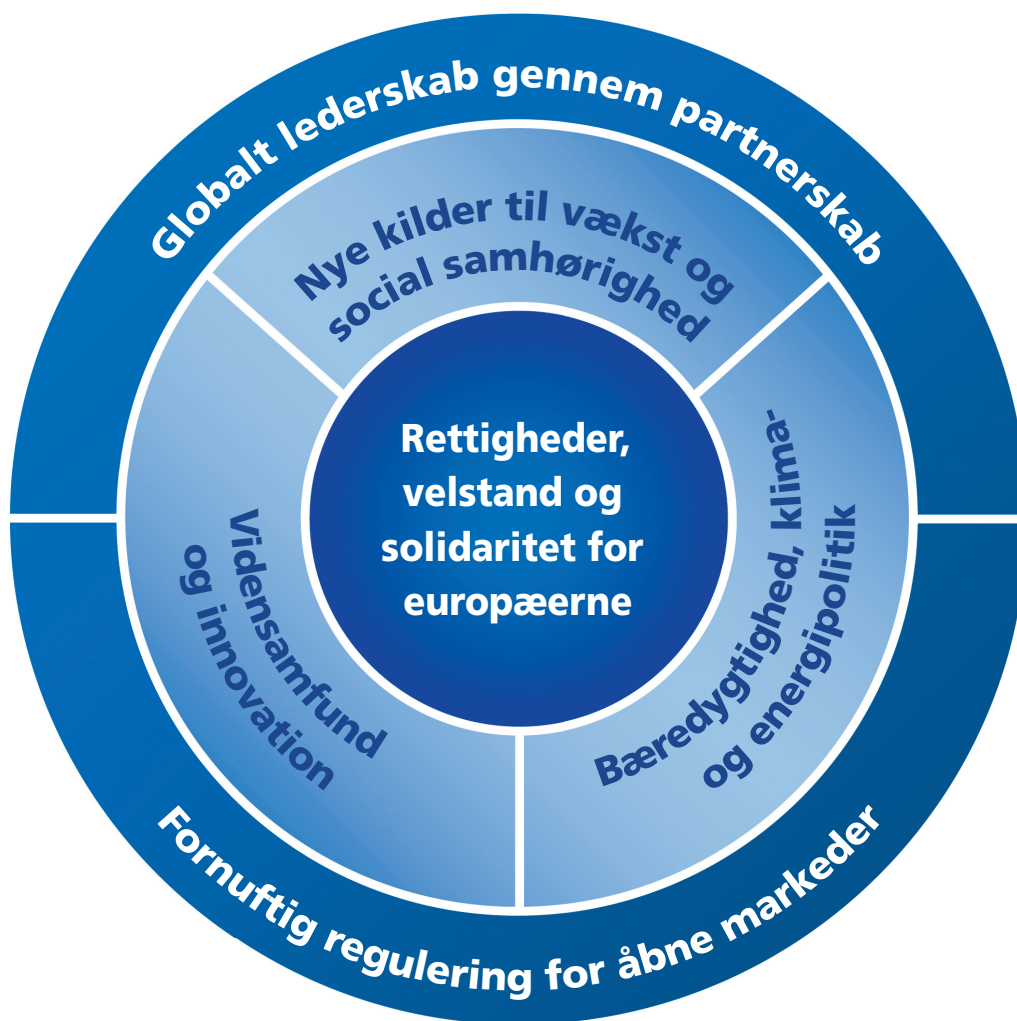 Globalt lederskab gennem partnerskab
Nye kilder til vækst og
social samhørighed
Rettigheder,
velstand og
solidaritet for
europæerne
Vidensamfund
og innovation
Bæredygtighed, klima-
og energipolitik
Fornuftig regulering for åbne markeder